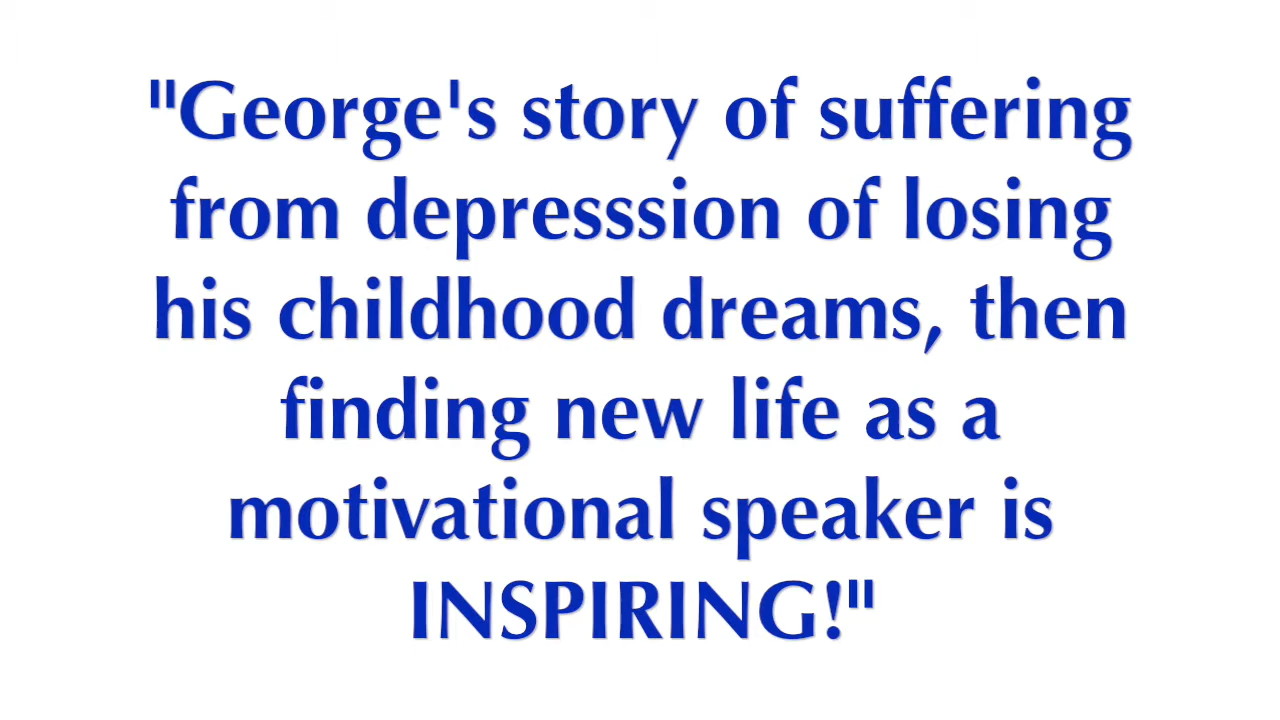 "George's story of suffering
from depresssion of losing
his childhood dreams, then
finding new life as a
motivational speaker is
INSPIRING!"